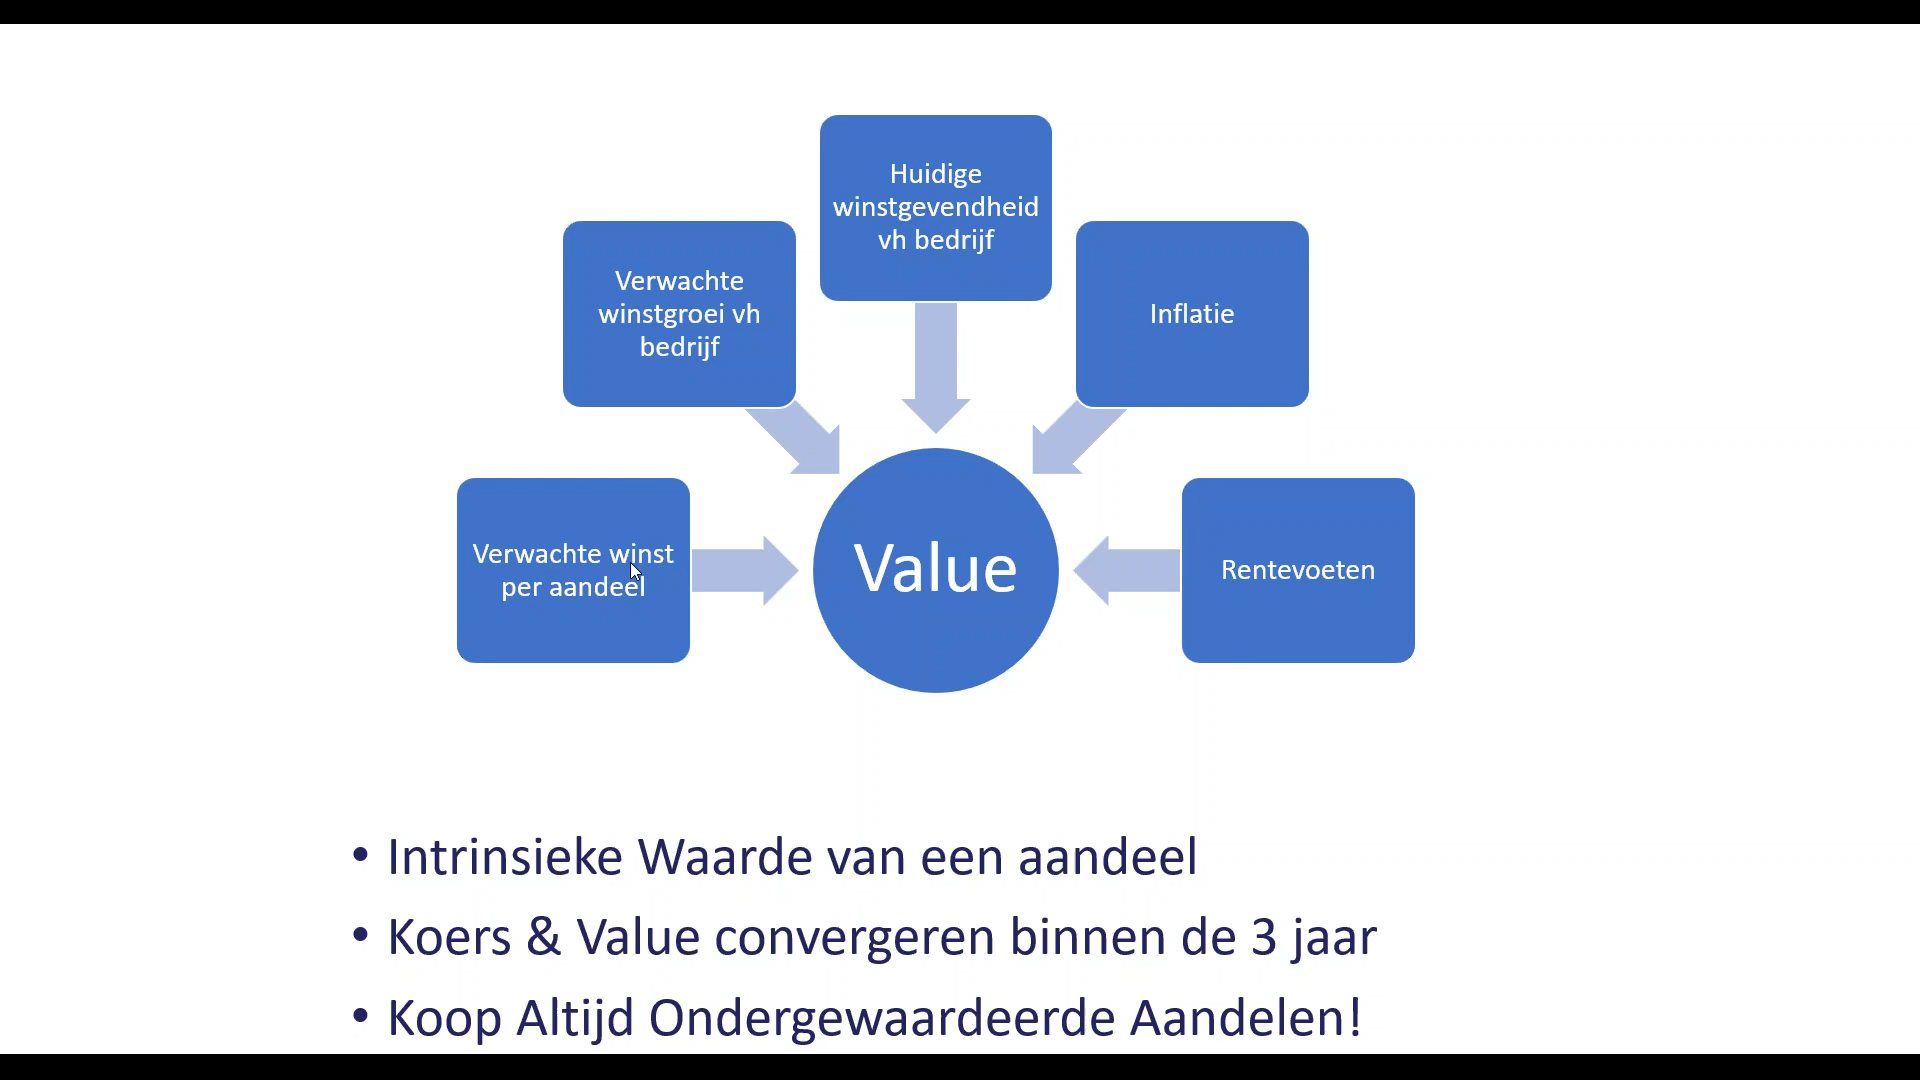 Huidige
winstgevendheid
vh bedrijf
Verwachte
winstgroei vh
bedrijf
Inflatie
Verwachte winst
per aandeel
Value
Rentevoeten
• Intrinsieke Waarde van een aandeel
• Koers & Value convergeren binnen de 3 jaar
• Koop Altijd Ondergewaardeerde Aandelen!